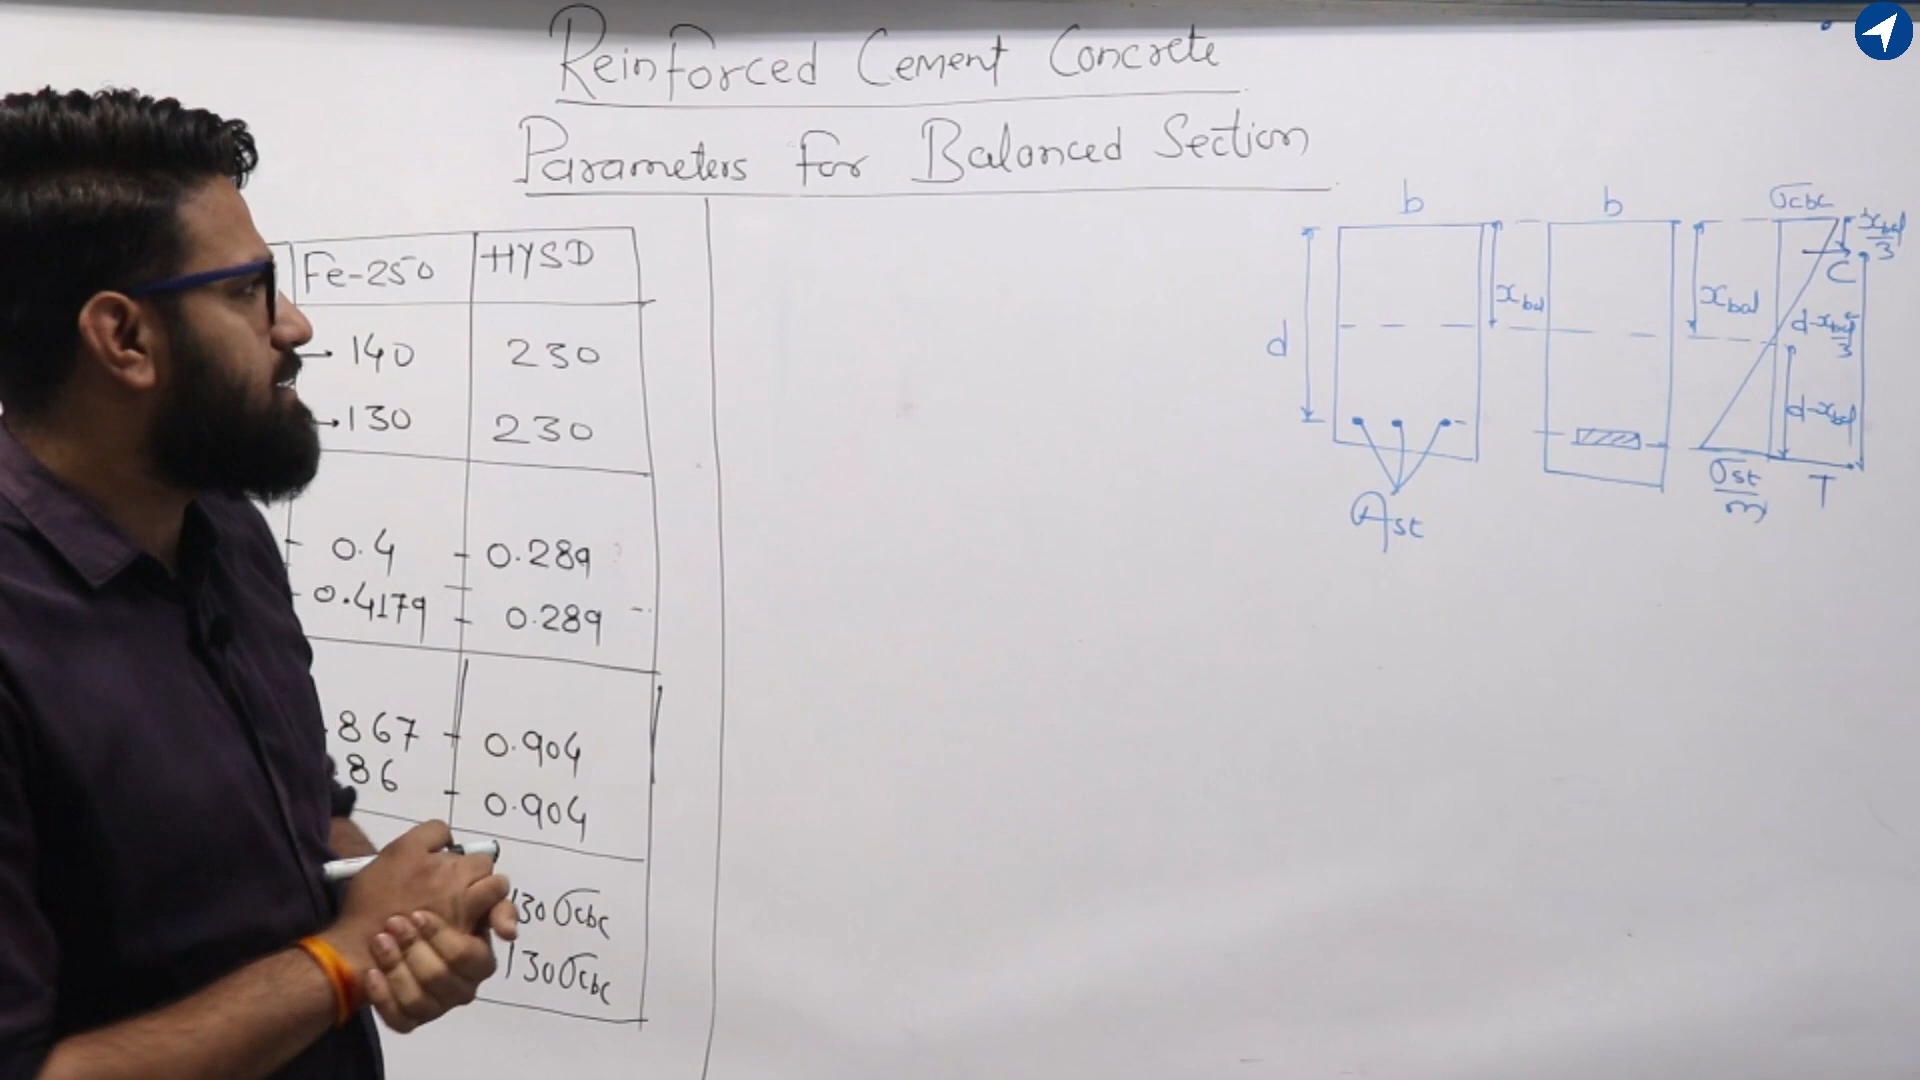 Reinforced Cement Concrete
Parameters For Balanced Section
Fe-250 HYSD
→ 140 230
→ 130 230
0.4 - 0.289
0.4179 - 0.289
.867 - 0.904
.86 - 0.904
130 σcbc
130 σcbc
b
d
xbal
Ast
b
xbal
σcbc
xbal/3
C
d-xbal/3
d-xbal
σst/m
T